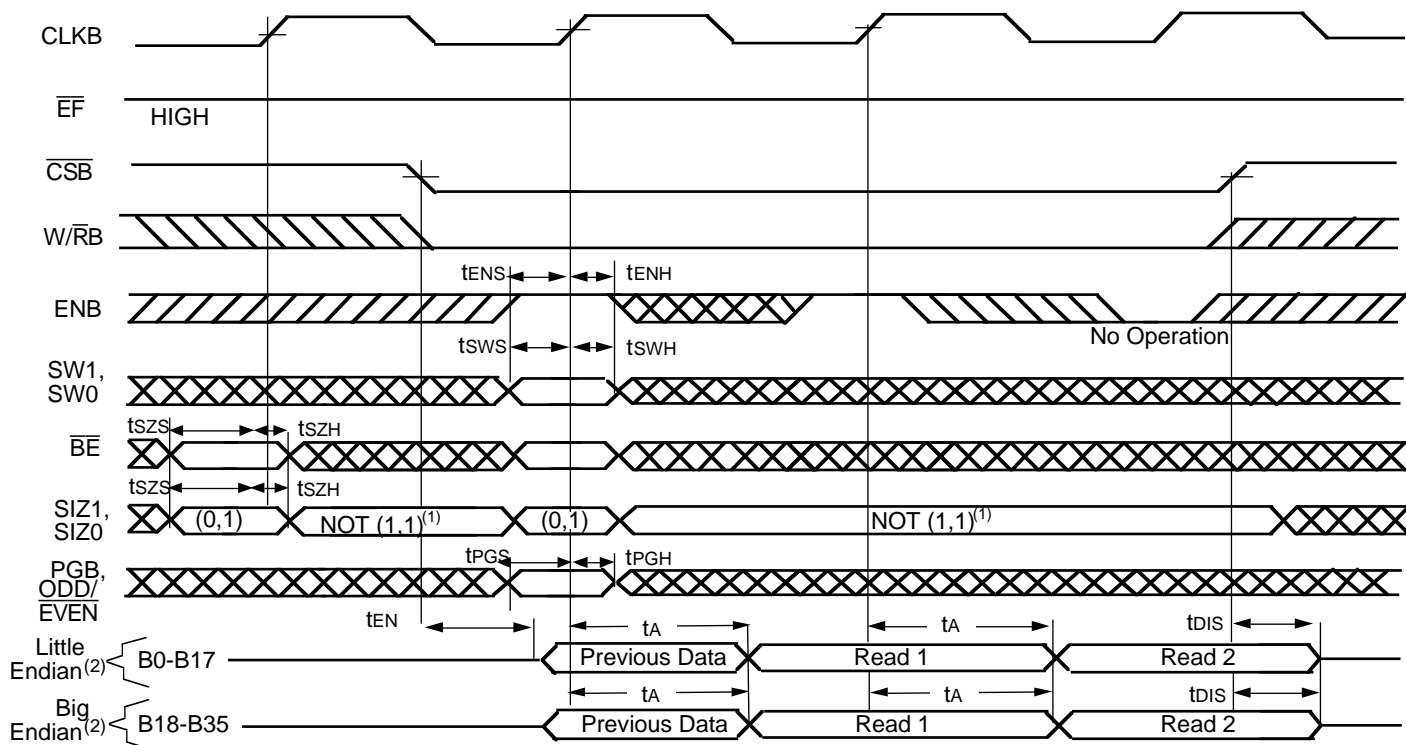 CLKB
EF
HIGH
CSB
W/RB
tENS
tENH
ENB
No Operation
tSWS
tSWH
SW1,
SW0
tSZS
tSZH
BE
tSZS
tSZH
SIZ1,
SIZ0
(0,1)
NOT (1,1)(1)
(0,1)
NOT (1,1)(1)
tPGS
tPGH
PGB,
ODD/
EVEN
tEN
tA
tA
tDIS
Little
Endian(2)
B0-B17
Previous Data
Read 1
Read 2
tA
tA
tDIS
Big
Endian(2)
B18-B35
Previous Data
Read 1
Read 2